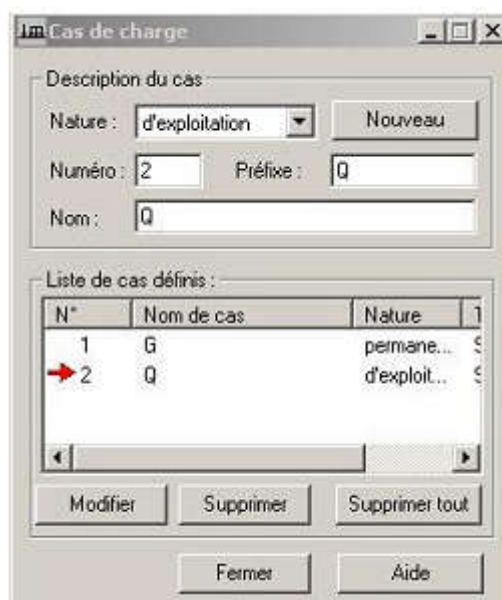 Cas de charge
Description du cas
Nature : d'exploitation Nouveau
Numéro : 2 Préfixe : Q
Nom : Q
Liste de cas définis :
N° Nom de cas Nature
1 G permane...
2 Q d'exploit...
Modifier Supprimer Supprimer tout
Fermer Aide